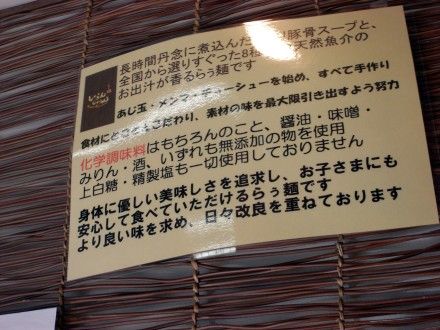 長時間丹念に煮込んだ 豚骨スープと、
全国から選りすぐった8種 天然魚介の
お出汁が香るらぅ麺です
あじ玉・メンマ・チャーシューを始め、すべて手作り
食材にとことんこだわり、素材の味を最大限引き出すよう努力
化学調味料はもちろんのこと、醤油・味噌・
みりん・酒、いずれも無添加の物を使用
上白糖・精製塩も一切使用しておりません
身体に優しい美味しさを追求し、お子さまにも
安心して食べていただけるらぅ麺です
より良い味を求め、日々改良を重ねております